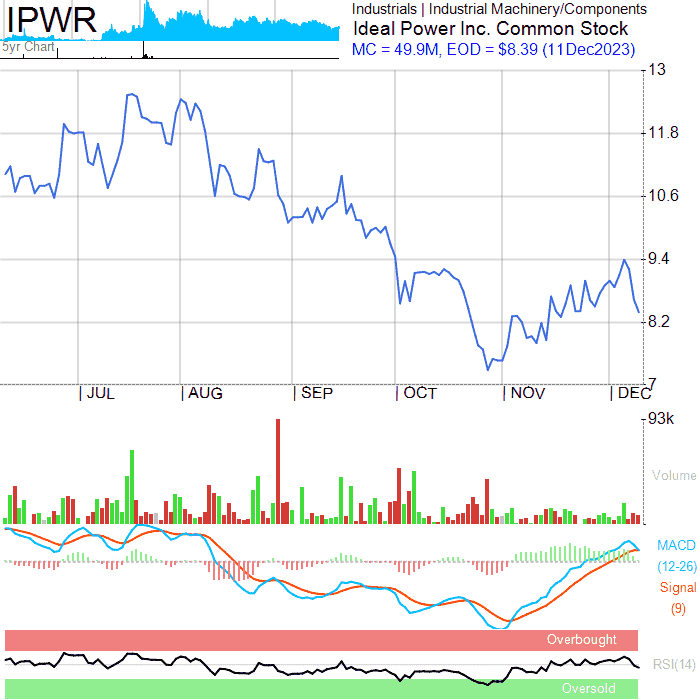 IPWR
Industrials | Industrial Machinery/Components
Ideal Power Inc. Common Stock
MC = 49.9M, EOD = $8.39 (11Dec2023)
5yr Chart
13
11.8
10.6
9.4
8.2
7
JUL AUG SEP OCT NOV DEC
93k
Volume
MACD
(12-26)
Signal
(9)
Overbought
RSI(14)
Oversold